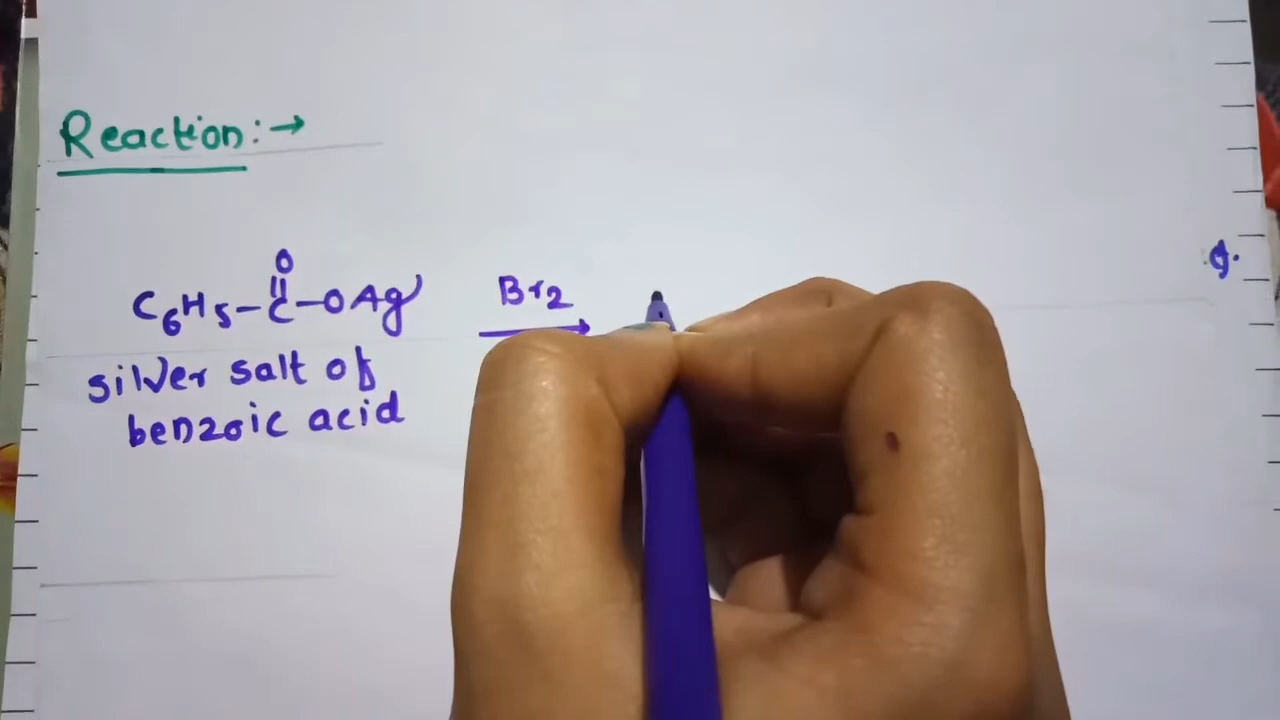 Reaction:→
O
C6H5-C-OAg
Br2
silver salt of
benzoic acid